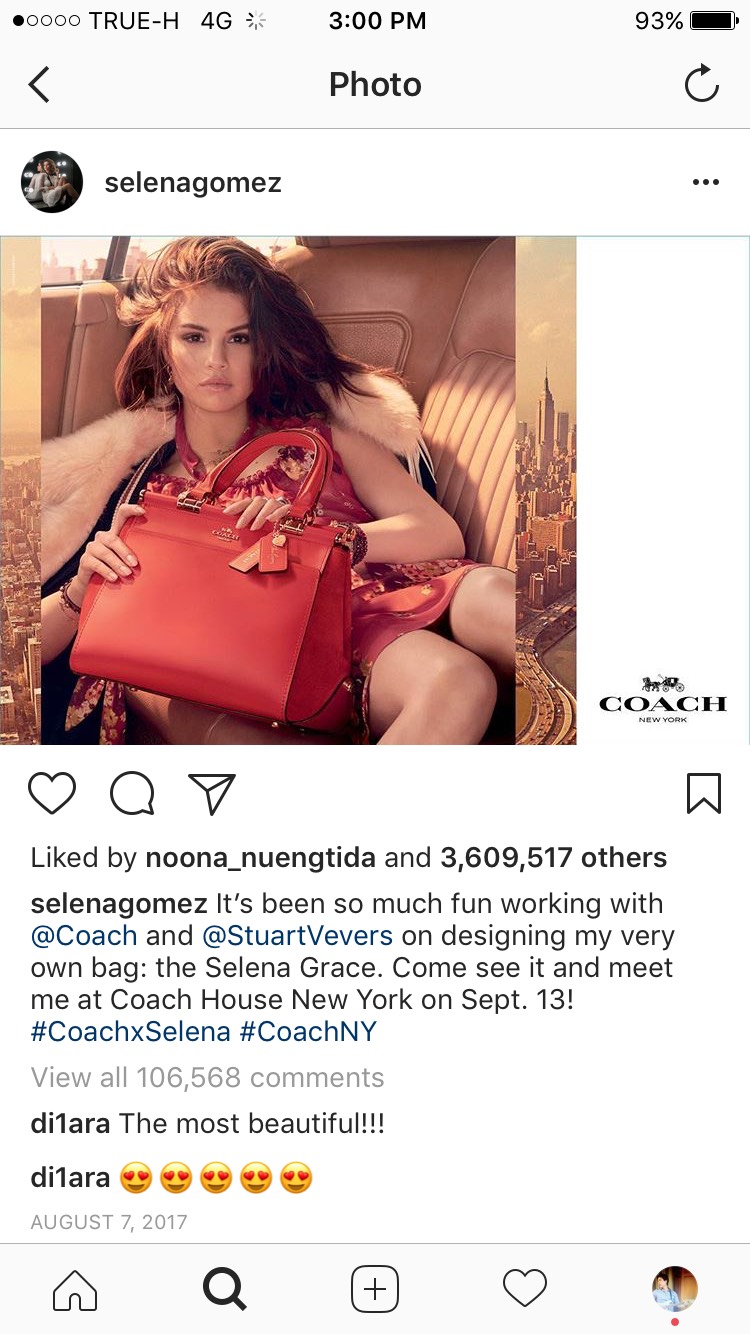 TRUE-H 4G 3:00 PM 93%
Photo
selenagomez
COACH
COACH
NEW YORK
Liked by noona_nuengtida and 3,609,517 others
selenagomez It’s been so much fun working with
@Coach and @StuartVevers on designing my very
own bag: the Selena Grace. Come see it and meet
me at Coach House New York on Sept. 13!
#CoachxSelena #CoachNY
View all 106,568 comments
di1ara The most beautiful!!!
di1ara 😍😍😍😍😍
AUGUST 7, 2017